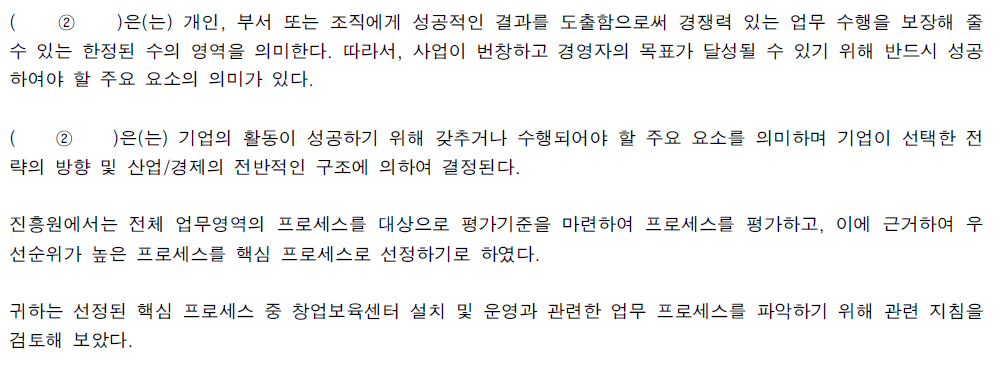 (　　②　　)은(는) 개인, 부서 또는 조직에게 성공적인 결과를 도출함으로써 경쟁력 있는 업무 수행을 보장해 줄
수 있는 한정된 수의 영역을 의미한다. 따라서, 사업이 번창하고 경영자의 목표가 달성될 수 있기 위해 반드시 성공
하여야 할 주요 요소의 의미가 있다.
(　　②　　)은(는) 기업의 활동이 성공하기 위해 갖추거나 수행되어야 할 주요 요소를 의미하며 기업이 선택한 전
략의 방향 및 산업/경제의 전반적인 구조에 의하여 결정된다.
진흥원에서는 전체 업무영역의 프로세스를 대상으로 평가기준을 마련하여 프로세스를 평가하고, 이에 근거하여 우
선순위가 높은 프로세스를 핵심 프로세스로 선정하기로 하였다.
귀하는 선정된 핵심 프로세스 중 창업보육센터 설치 및 운영과 관련한 업무 프로세스를 파악하기 위해 관련 지침을
검토해 보았다.